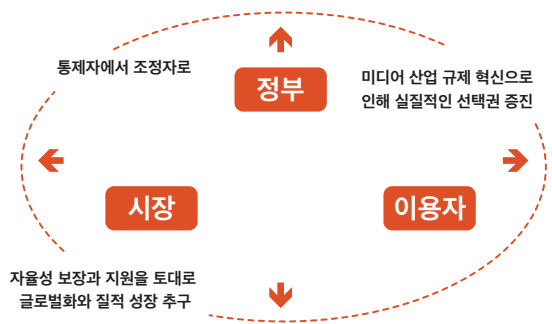 통제자에서 조정자로
정부
미디어 산업 규제 혁신으로
인해 실질적인 선택권 증진
시장
이용자
자율성 보장과 지원을 토대로
글로벌화와 질적 성장 추구